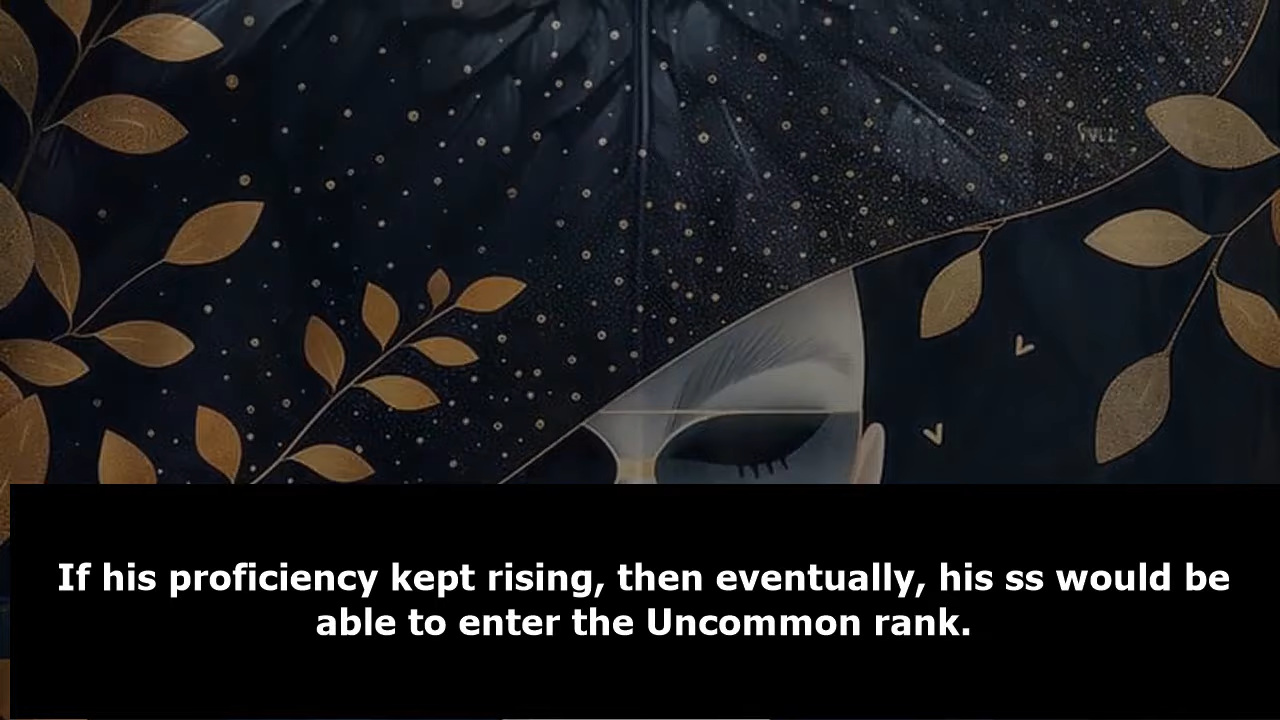 If his proficiency kept rising, then eventually, his ss would be
able to enter the Uncommon rank.